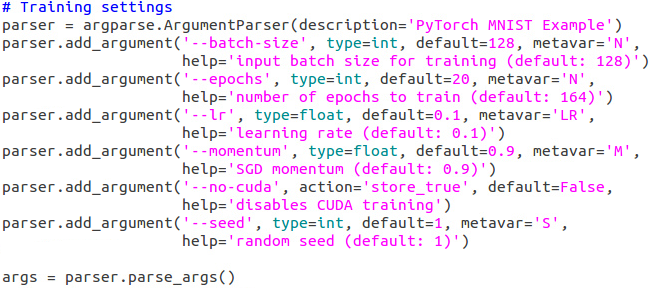 # Training settings
parser = argparse.ArgumentParser(description='PyTorch MNIST Example')
parser.add_argument('--batch-size', type=int, default=128, metavar='N',
                    help='input batch size for training (default: 128)')
parser.add_argument('--epochs', type=int, default=20, metavar='N',
                    help='number of epochs to train (default: 164)')
parser.add_argument('--lr', type=float, default=0.1, metavar='LR',
                    help='learning rate (default: 0.1)')
parser.add_argument('--momentum', type=float, default=0.9, metavar='M',
                    help='SGD momentum (default: 0.9)')
parser.add_argument('--no-cuda', action='store_true', default=False,
                    help='disables CUDA training')
parser.add_argument('--seed', type=int, default=1, metavar='S',
                    help='random seed (default: 1)')

args = parser.parse_args()